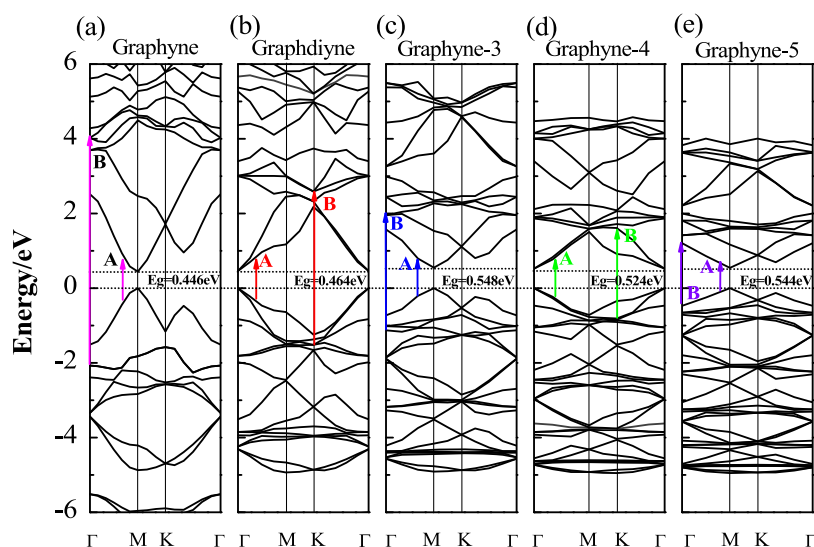 (a) (b) (c) (d) (e)
Graphyne Graphdiyne Graphyne-3 Graphyne-4 Graphyne-5
Energy/eV
6
4
2
0
-2
-4
-6
B
A
Eg=0.446eV
B
A
Eg=0.464eV
B
A
Eg=0.548eV
B
A
Eg=0.524eV
A
B
Eg=0.544eV
Γ M K Γ Γ M K Γ Γ M K Γ Γ M K Γ Γ M K Γ